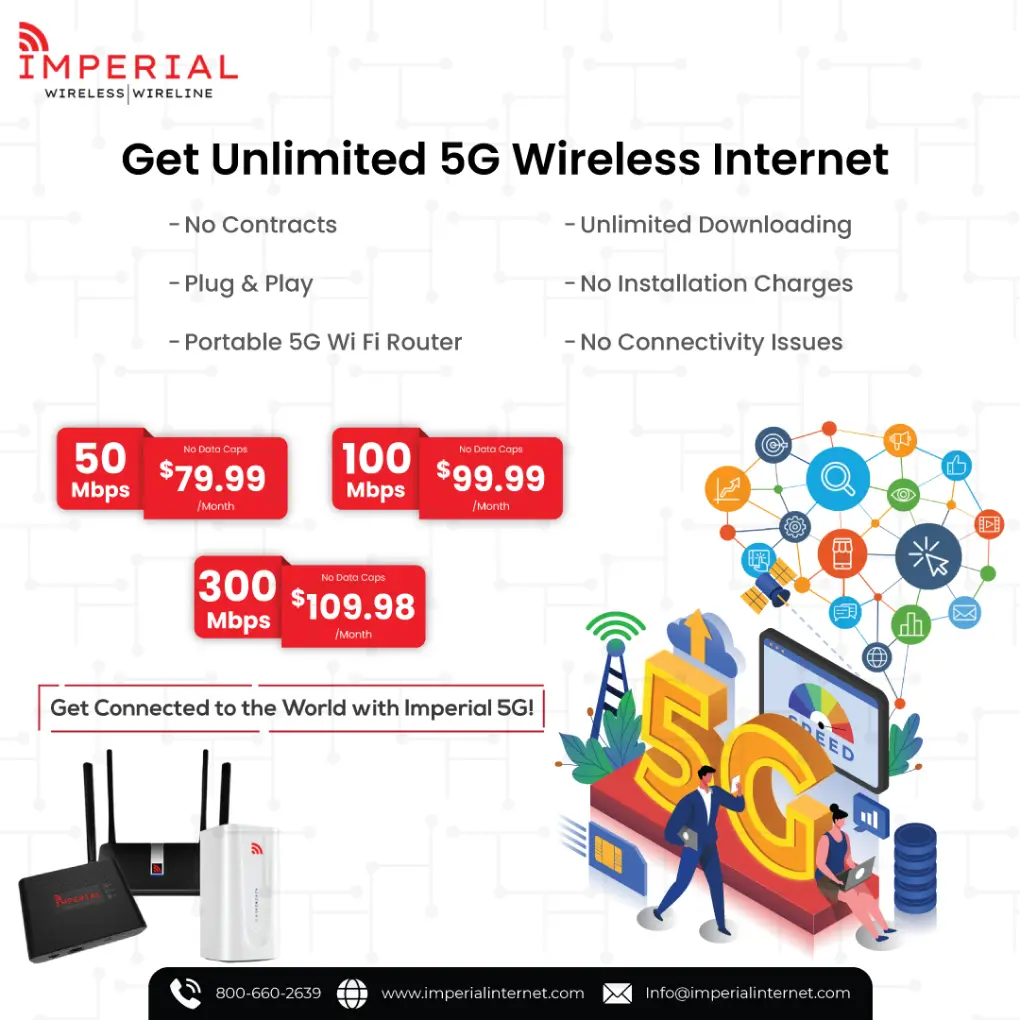 IMPERIAL
WIRELESS|WIRELINE
Get Unlimited 5G Wireless Internet
- No Contracts
- Unlimited Downloading
- Plug & Play
- No Installation Charges
- Portable 5G Wi Fi Router
- No Connectivity Issues
50
Mbps
No Data Caps
$79.99
/Month
100
Mbps
No Data Caps
$99.99
/Month
300
Mbps
No Data Caps
$109.98
/Month
Get Connected to the World with Imperial 5G!
5G
SPEED
IMPERIAL
800-660-2639
www.imperialinternet.com
Info@imperialinternet.com